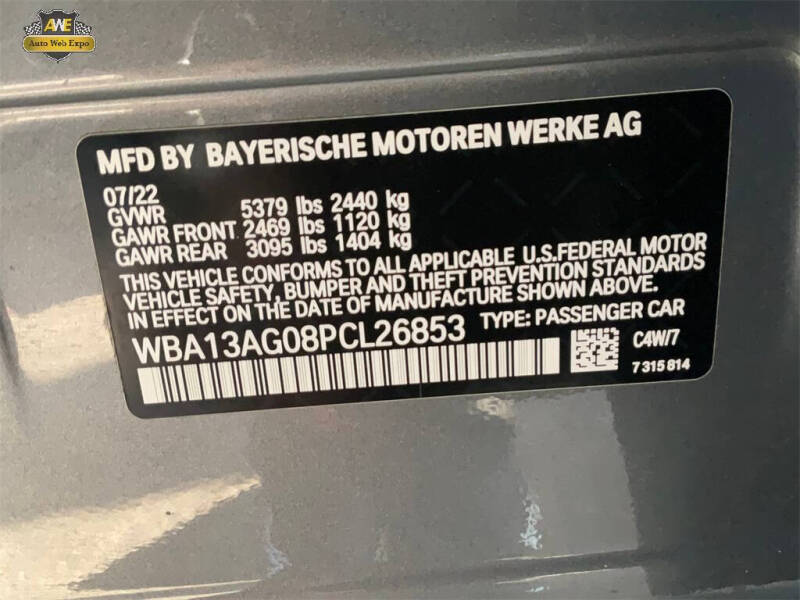 AWE
Auto Web Expo
MFD BY BAYERISCHE MOTOREN WERKE AG
07/22
GVWR 5379 lbs 2440 kg
GAWR FRONT 2469 lbs 1120 kg
GAWR REAR 3095 lbs 1404 kg
THIS VEHICLE CONFORMS TO ALL APPLICABLE U.S.FEDERAL MOTOR
VEHICLE SAFETY, BUMPER AND THEFT PREVENTION STANDARDS
IN EFFECT ON THE DATE OF MANUFACTURE SHOWN ABOVE.
WBA13AG08PCL26853 TYPE: PASSENGER CAR
C4W/7
7 315 814